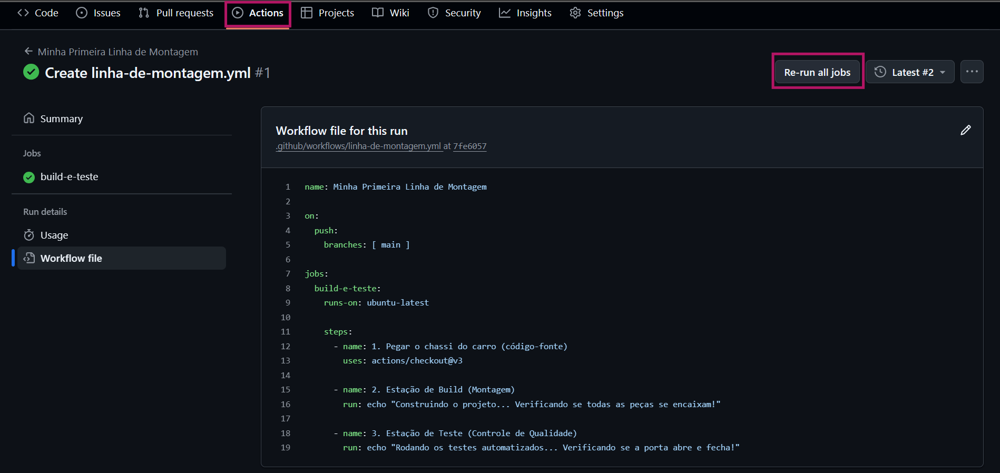 Code Issues Pull requests Actions Projects Wiki Security Insights Settings
Minha Primeira Linha de Montagem
Create linha-de-montagem.yml #1
Re-run all jobs Latest #2
Summary
Jobs
build-e-teste
Run details
Usage
Workflow file
Workflow file for this run
.github/workflows/linha-de-montagem.yml at 7fe6057
1 name: Minha Primeira Linha de Montagem
2
3 on:
4 push:
5 branches: [ main ]
6
7 jobs:
8 build-e-teste:
9 runs-on: ubuntu-latest
10
11 steps:
12 - name: 1. Pegar o chassi do carro (código-fonte)
13 uses: actions/checkout@v3
14
15 - name: 2. Estação de Build (Montagem)
16 run: echo "Construindo o projeto... Verificando se todas as peças se encaixam!"
17
18 - name: 3. Estação de Teste (Controle de Qualidade)
19 run: echo "Rodando os testes automatizados... Verificando se a porta abre e fecha!"